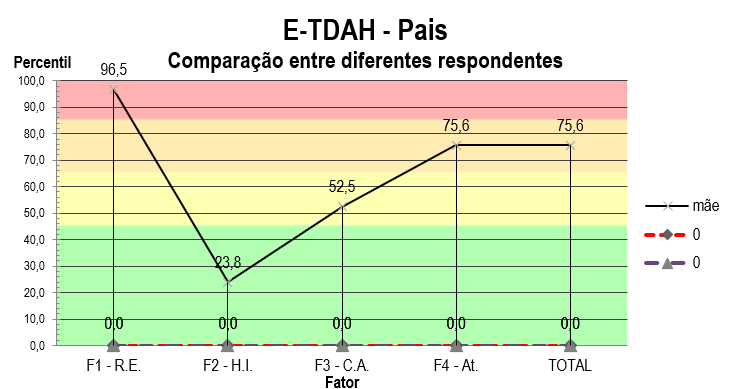 E-TDAH - Pais
Comparação entre diferentes respondentes
Percentil
100,0
90,0
80,0
70,0
60,0
50,0
40,0
30,0
20,0
10,0
0,0
96,5
23,8
52,5
75,6
75,6
0,0 0,0 0,0 0,0 0,0
F1 - R.E. F2 - H.I. F3 - C.A. F4 - At. TOTAL
Fator
mãe
0
0